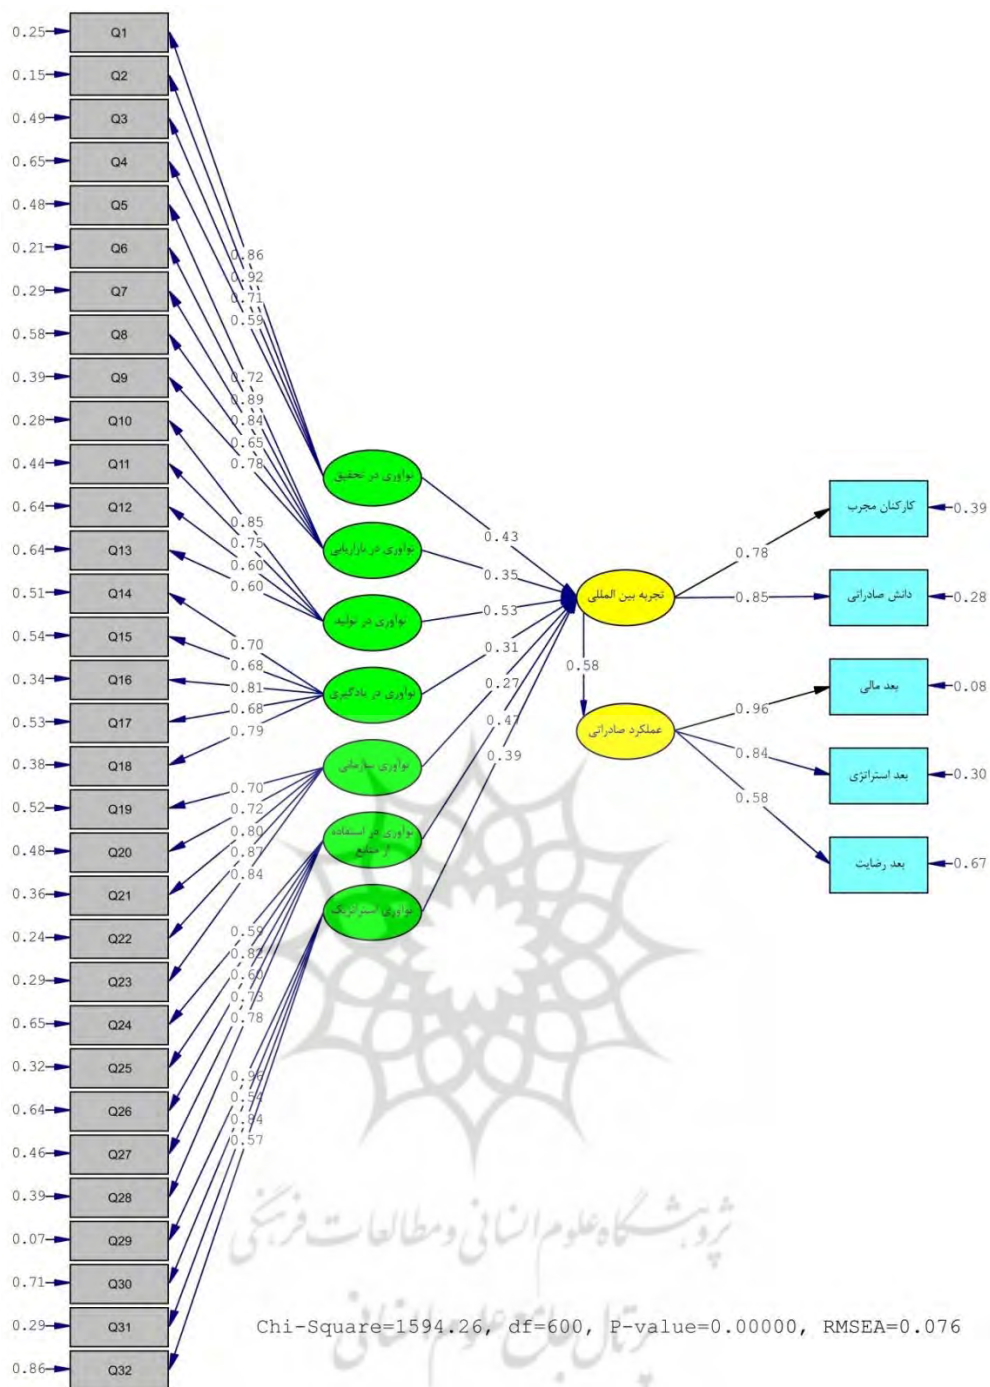 0.25 Q1
0.15 Q2
0.49 Q3
0.65 Q4
0.48 Q5
0.21 Q6
0.29 Q7
0.58 Q8
0.39 Q9
0.28 Q10
0.44 Q11
0.64 Q12
0.64 Q13
0.51 Q14
0.54 Q15
0.34 Q16
0.53 Q17
0.38 Q18
0.52 Q19
0.48 Q20
0.36 Q21
0.24 Q22
0.29 Q23
0.65 Q24
0.32 Q25
0.64 Q26
0.46 Q27
0.39 Q28
0.07 Q29
0.71 Q30
0.29 Q31
0.86 Q32
0.86
0.92
0.71
0.59
0.72
0.89
0.84
0.65
0.78
0.85
0.75
0.60
0.60
0.70
0.68
0.81
0.68
0.79
0.70
0.72
0.80
0.87
0.84
0.59
0.82
0.60
0.73
0.78
0.96
0.54
0.84
0.57
نوآوری در تحقیق
نوآوری در بازاریابی
نوآوری در تولید
نوآوری در یادگیری
نوآوری سازمانی
نوآوری در استفاده
از منابع
نوآوری استراتژیک
0.43
0.35
0.53
0.31
0.27
0.47
0.39
تجربه بین المللی
0.58
عملکرد صادراتی
0.78
0.85
0.96
0.84
0.58
کارکنان مجرب 0.39
دانش صادراتی 0.28
بعد مالی 0.08
بعد استراتژی 0.30
بعد رضایت 0.67
پژوهشگاه علوم انسانی و مطالعات فرهنگی
پرتال جامع علوم انسانی
Chi-Square=1594.26, df=600, P-value=0.00000, RMSEA=0.076